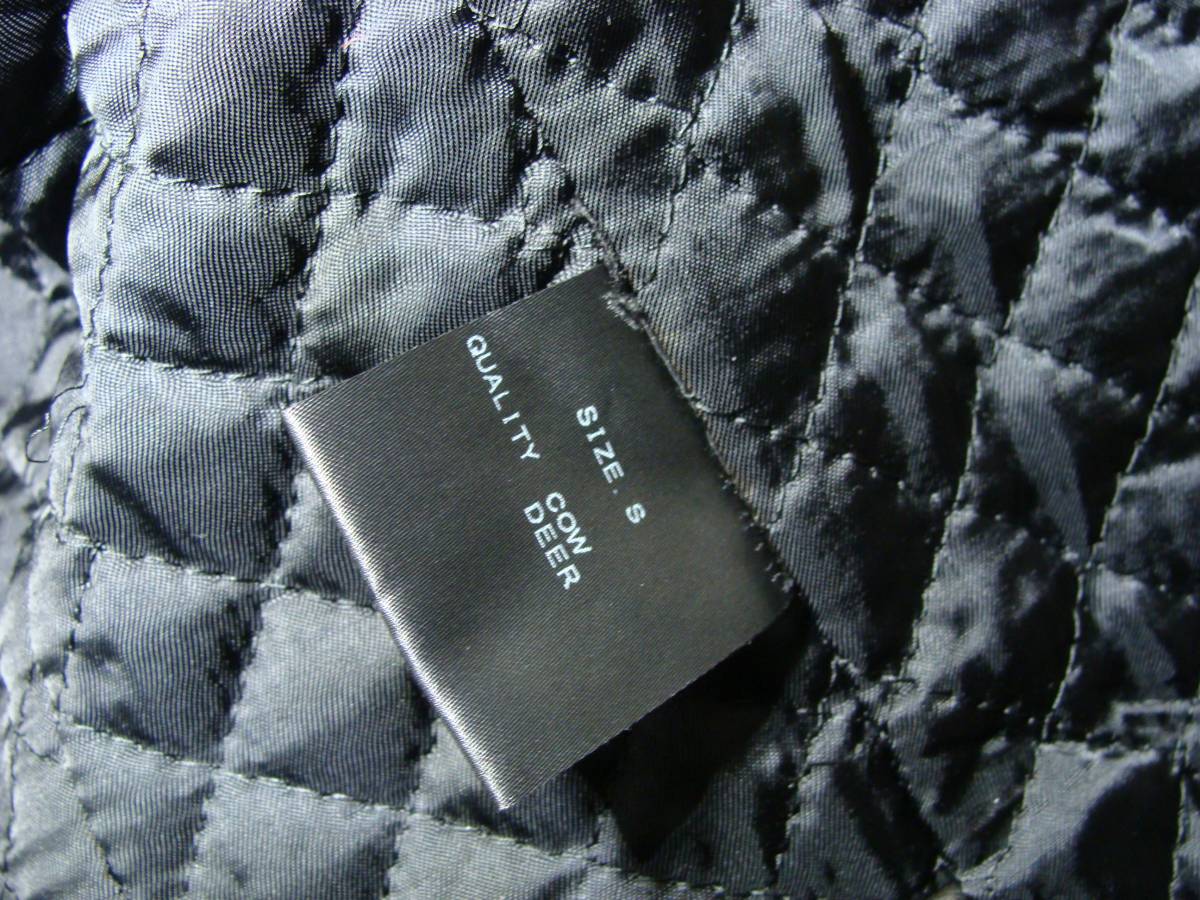 SIZE. S
QUALITY COW
DEER